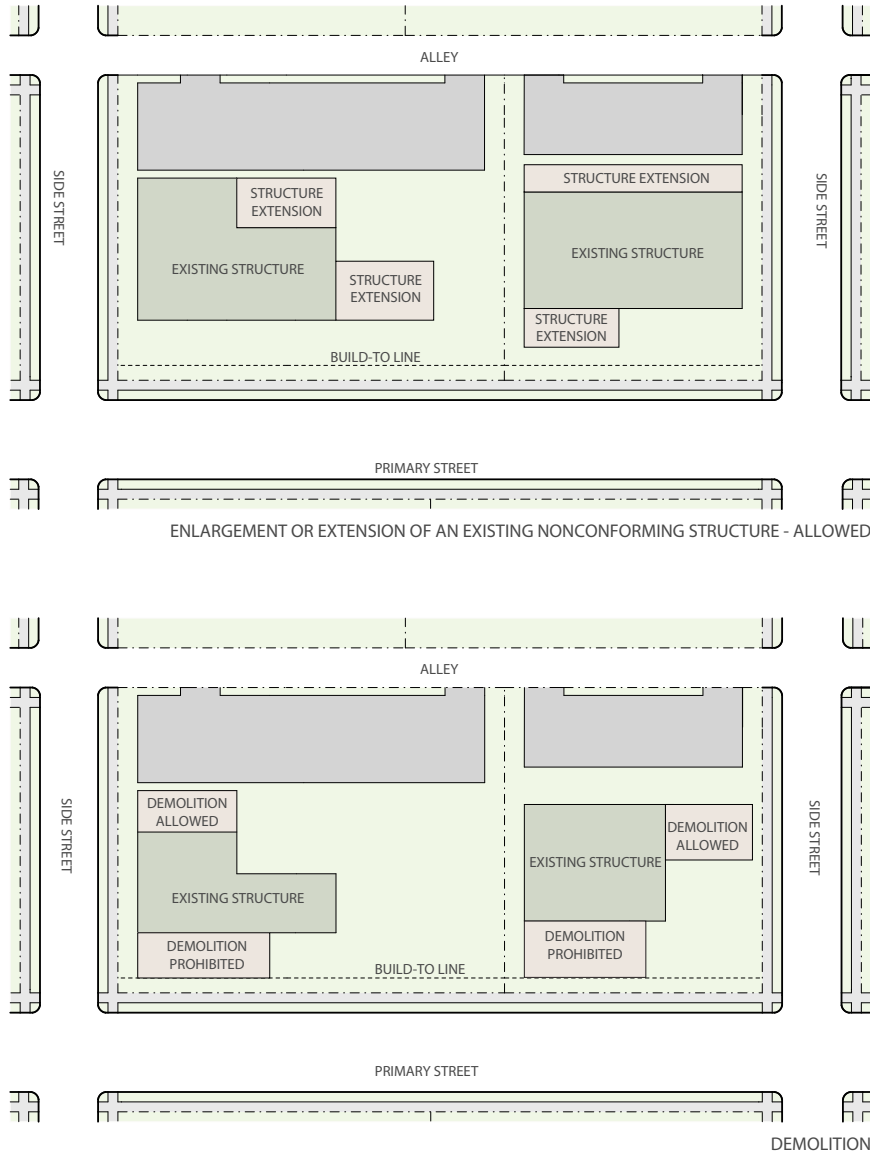 ALLEY
SIDE STREET
STRUCTURE
EXTENSION
STRUCTURE EXTENSION
SIDE STREET
EXISTING STRUCTURE
EXISTING STRUCTURE
STRUCTURE
EXTENSION
STRUCTURE
EXTENSION
BUILD-TO LINE
PRIMARY STREET
ENLARGEMENT OR EXTENSION OF AN EXISTING NONCONFORMING STRUCTURE - ALLOWED
ALLEY
SIDE STREET
DEMOLITION
ALLOWED
DEMOLITION
ALLOWED
SIDE STREET
EXISTING STRUCTURE
EXISTING STRUCTURE
DEMOLITION
PROHIBITED
DEMOLITION
PROHIBITED
BUILD-TO LINE
PRIMARY STREET
DEMOLITION